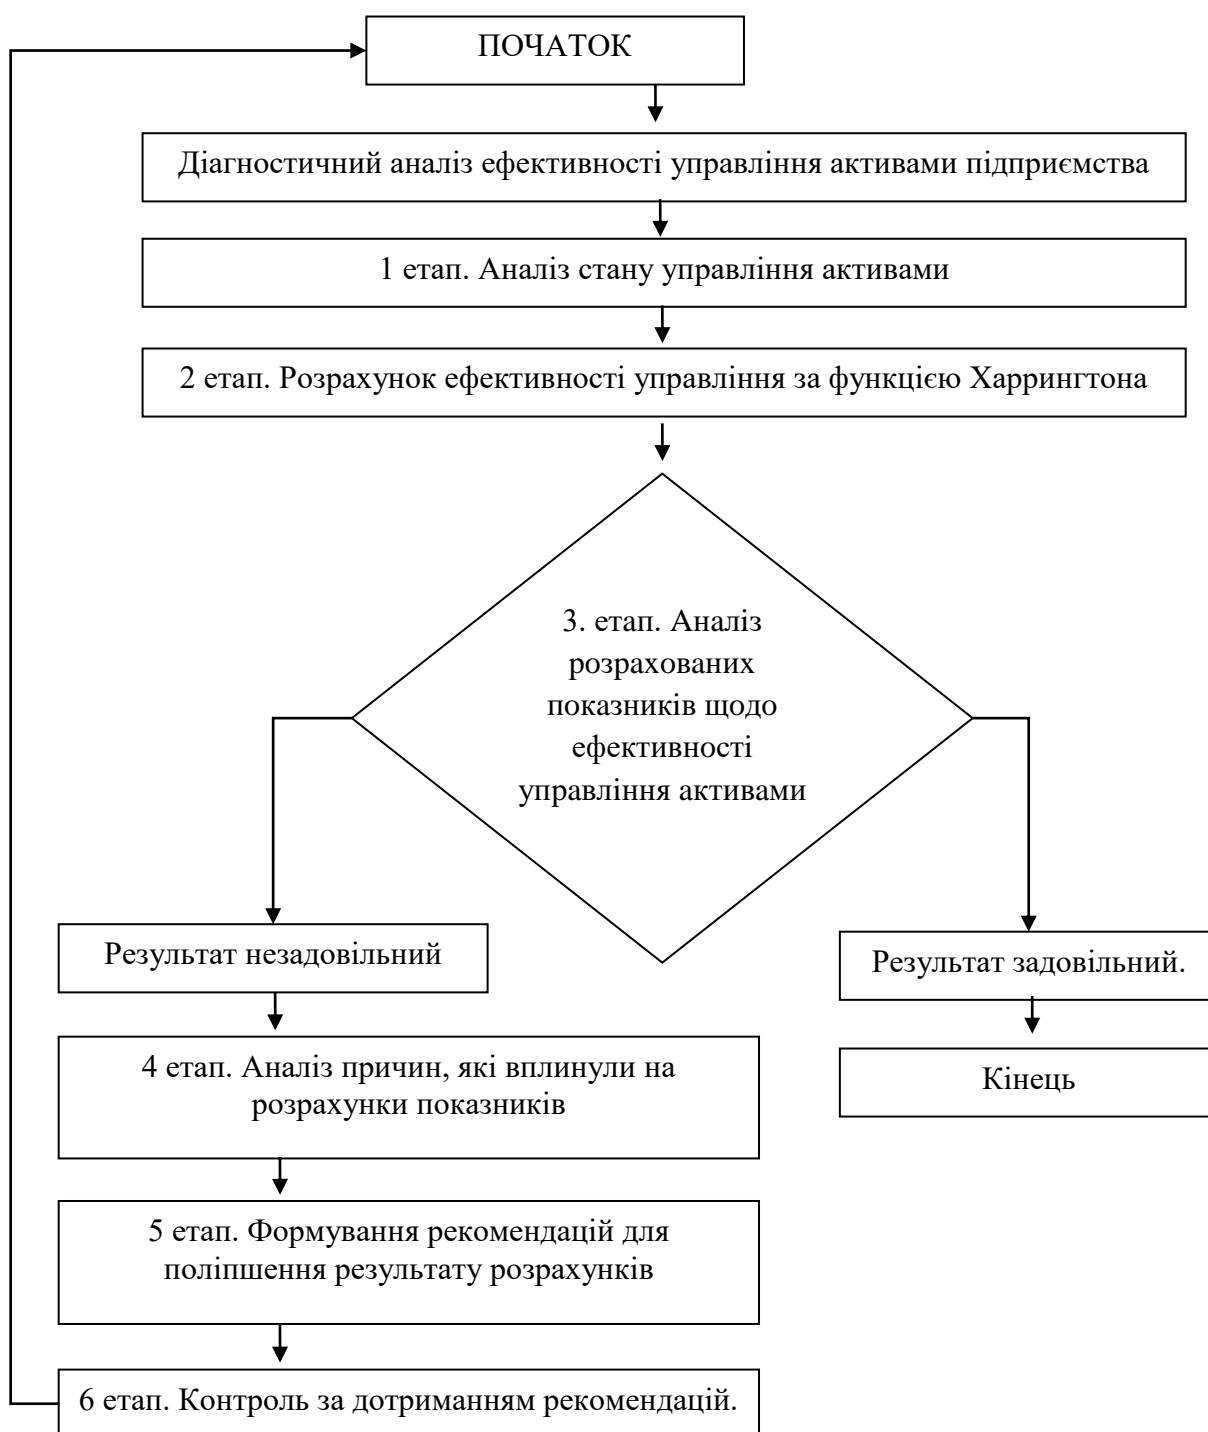 ПОЧАТОК
Діагностичний аналіз ефективності управління активами підприємства
1 етап. Аналіз стану управління активами
2 етап. Розрахунок ефективності управління за функцією Харрингтона
3. етап. Аналіз
розрахованих
показників щодо
ефективності
управління активами
Результат незадовільний
Результат задовільний.
4 етап. Аналіз причин, які вплинули на
розрахунки показників
Кінець
5 етап. Формування рекомендацій для
поліпшення результату розрахунків
6 етап. Контроль за дотриманням рекомендацій.